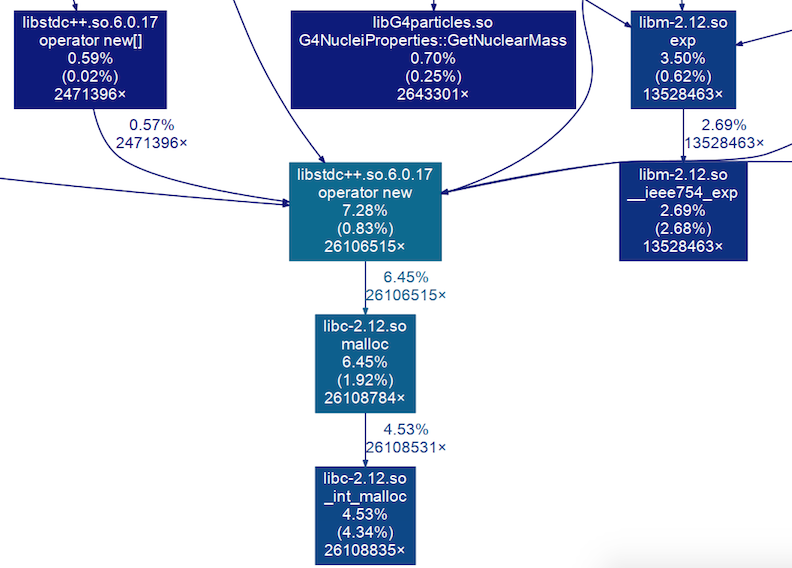 libstdc++.so.6.0.17
operator new[]
0.59%
(0.02%)
2471396×
libG4particles.so
G4NucleiProperties::GetNuclearMass
0.70%
(0.25%)
2643301×
libm-2.12.so
exp
3.50%
(0.62%)
13528463×
0.57%
2471396×
2.69%
13528463×
libstdc++.so.6.0.17
operator new
7.28%
(0.83%)
26106515×
libm-2.12.so
__ieee754_exp
2.69%
(2.68%)
13528463×
6.45%
26106515×
libc-2.12.so
malloc
6.45%
(1.92%)
26108784×
4.53%
26108531×
libc-2.12.so
_int_malloc
4.53%
(4.34%)
26108835×